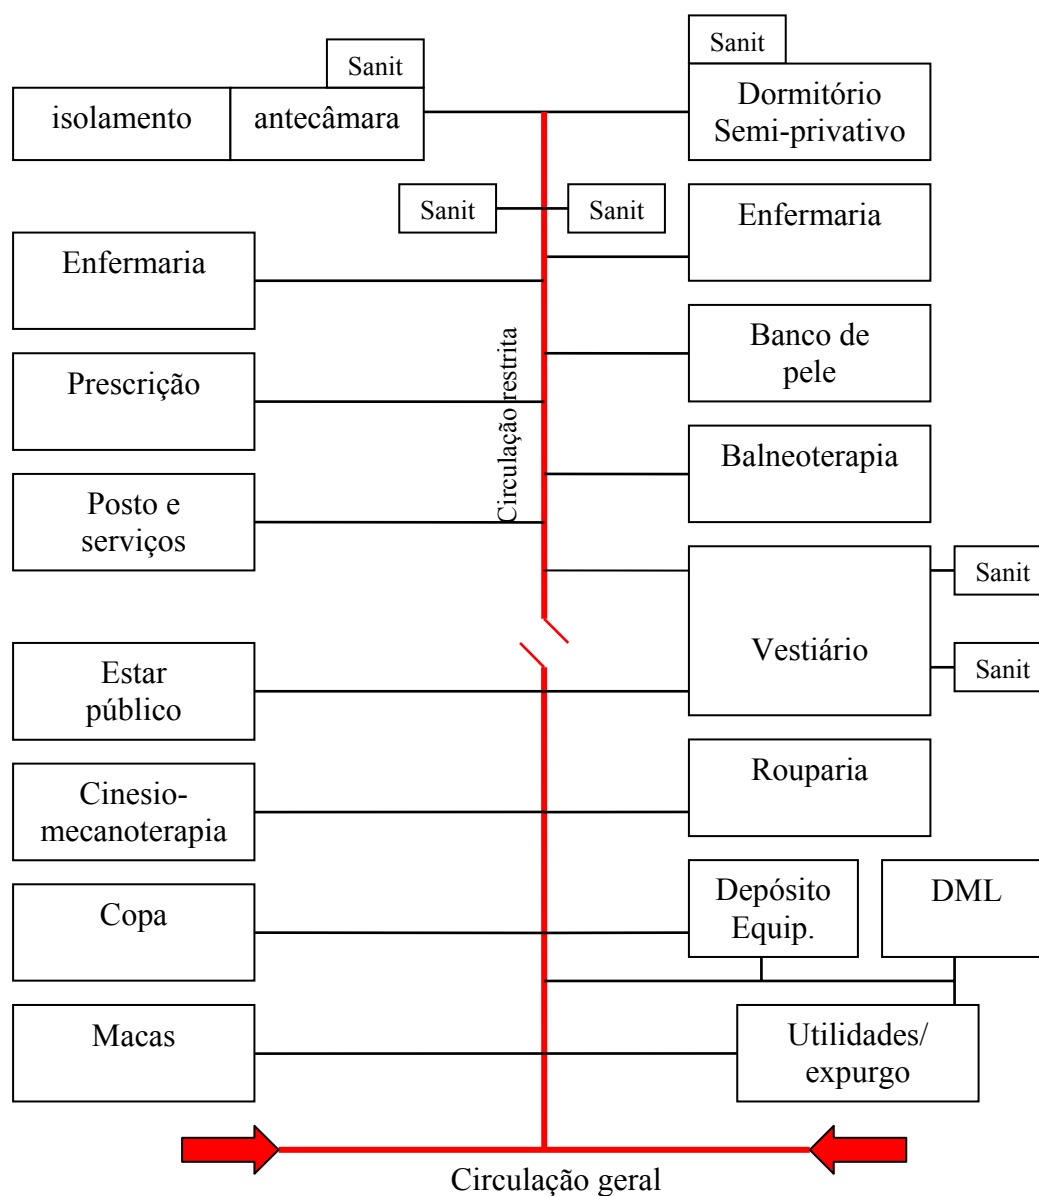 Sanit
Sanit
isolamento
antecâmara
Dormitório
Semi-privativo
Sanit
Sanit
Enfermaria
Enfermaria
Circulação restrita
Banco de
pele
Prescrição
Balneoterapia
Posto e
serviços
Sanit
Vestiário
Sanit
Estar
público
Rouparia
Cinesio-
mecanoterapia
Depósito
Equip.
DML
Copa
Macas
Utilidades/
expurgo
Circulação geral